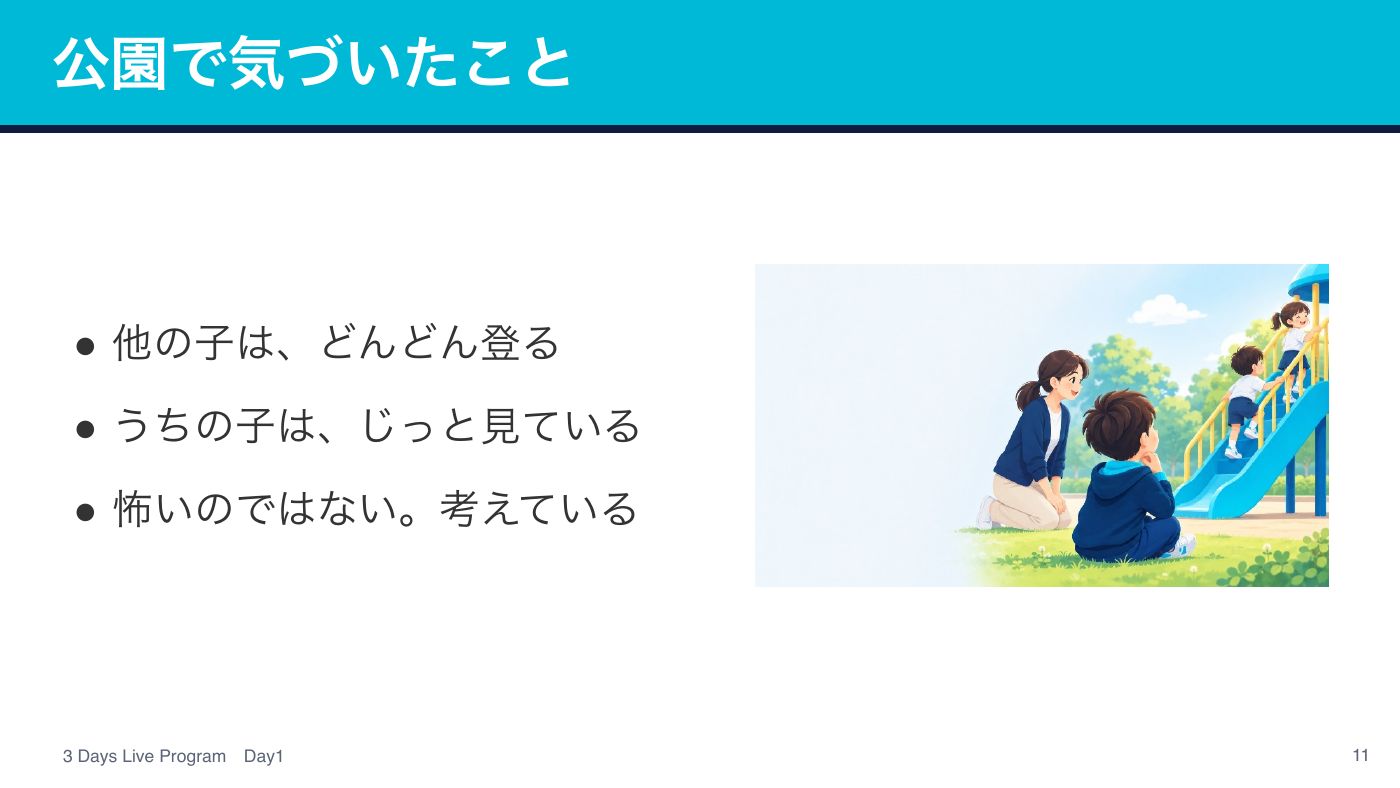 公園で気づいたこと
● 他の子は、どんどん登る
● うちの子は、じっと見ている
● 怖いのではない。考えている
3 Days Live Program　Day1
11